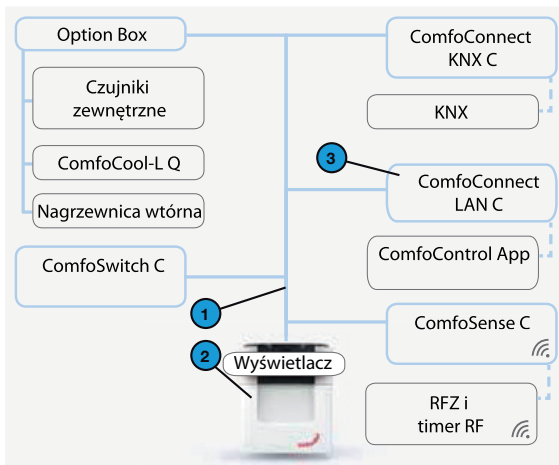 Option Box
Czujniki
zewnętrzne
ComfoCool-L Q
Nagrzewnica wtórna
ComfoSwitch C
ComfoConnect
KNX C
KNX
3
ComfoConnect
LAN C
ComfoControl App
1
ComfoSense C
2
Wyświetlacz
RFZ i
timer RF